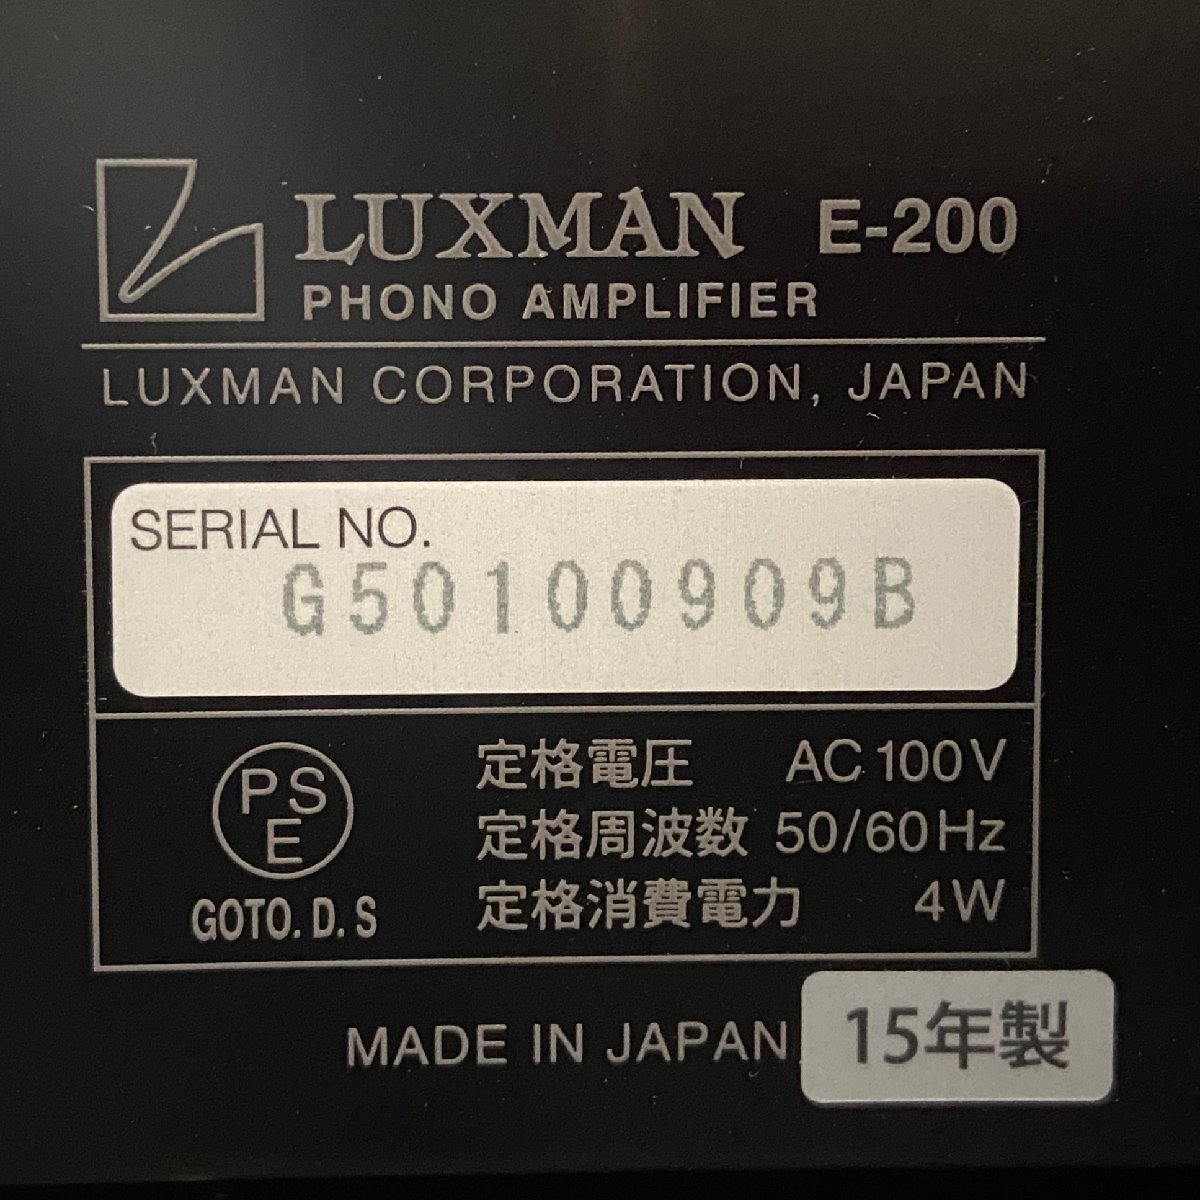 LUXMAN E-200
PHONO AMPLIFIER
LUXMAN CORPORATION, JAPAN
SERIAL NO.
G50100909B
PSE
GOTO.D.S
定格電圧 AC 100V
定格周波数 50/60Hz
定格消費電力 4W
MADE IN JAPAN
15年製